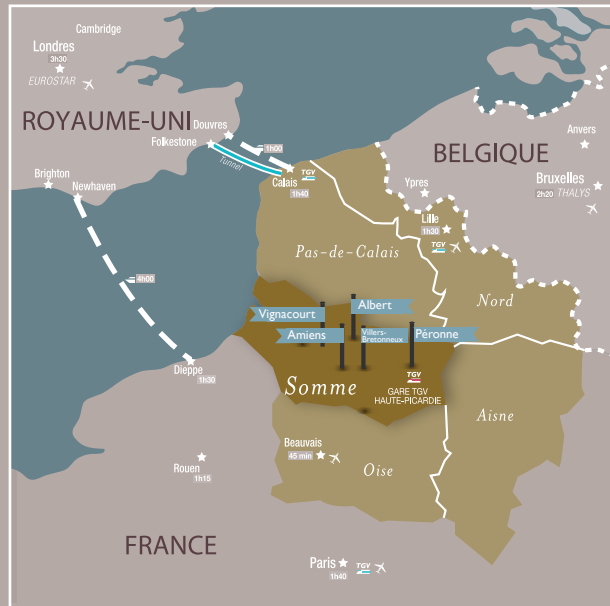 Cambridge
Londres
3h30
EUROSTAR
ROYAUME-UNI
Douvres
Folkestone
1h00
Tunnel
Calais
TGV
1h40
Brighton
Newhaven
4h00
Dieppe
1h30
BELGIQUE
Anvers
Bruxelles
2h20 THALYS
Ypres
Lille
1h30
TGV
Pas-de-Calais
Nord
Vignacourt
Albert
Amiens
Villers-
Bretonneux
Péronne
Somme
TGV
GARE TGV
HAUTE-PICARDIE
Aisne
Beauvais
45 min
Oise
Rouen
1h15
FRANCE
Paris
TGV
1h40